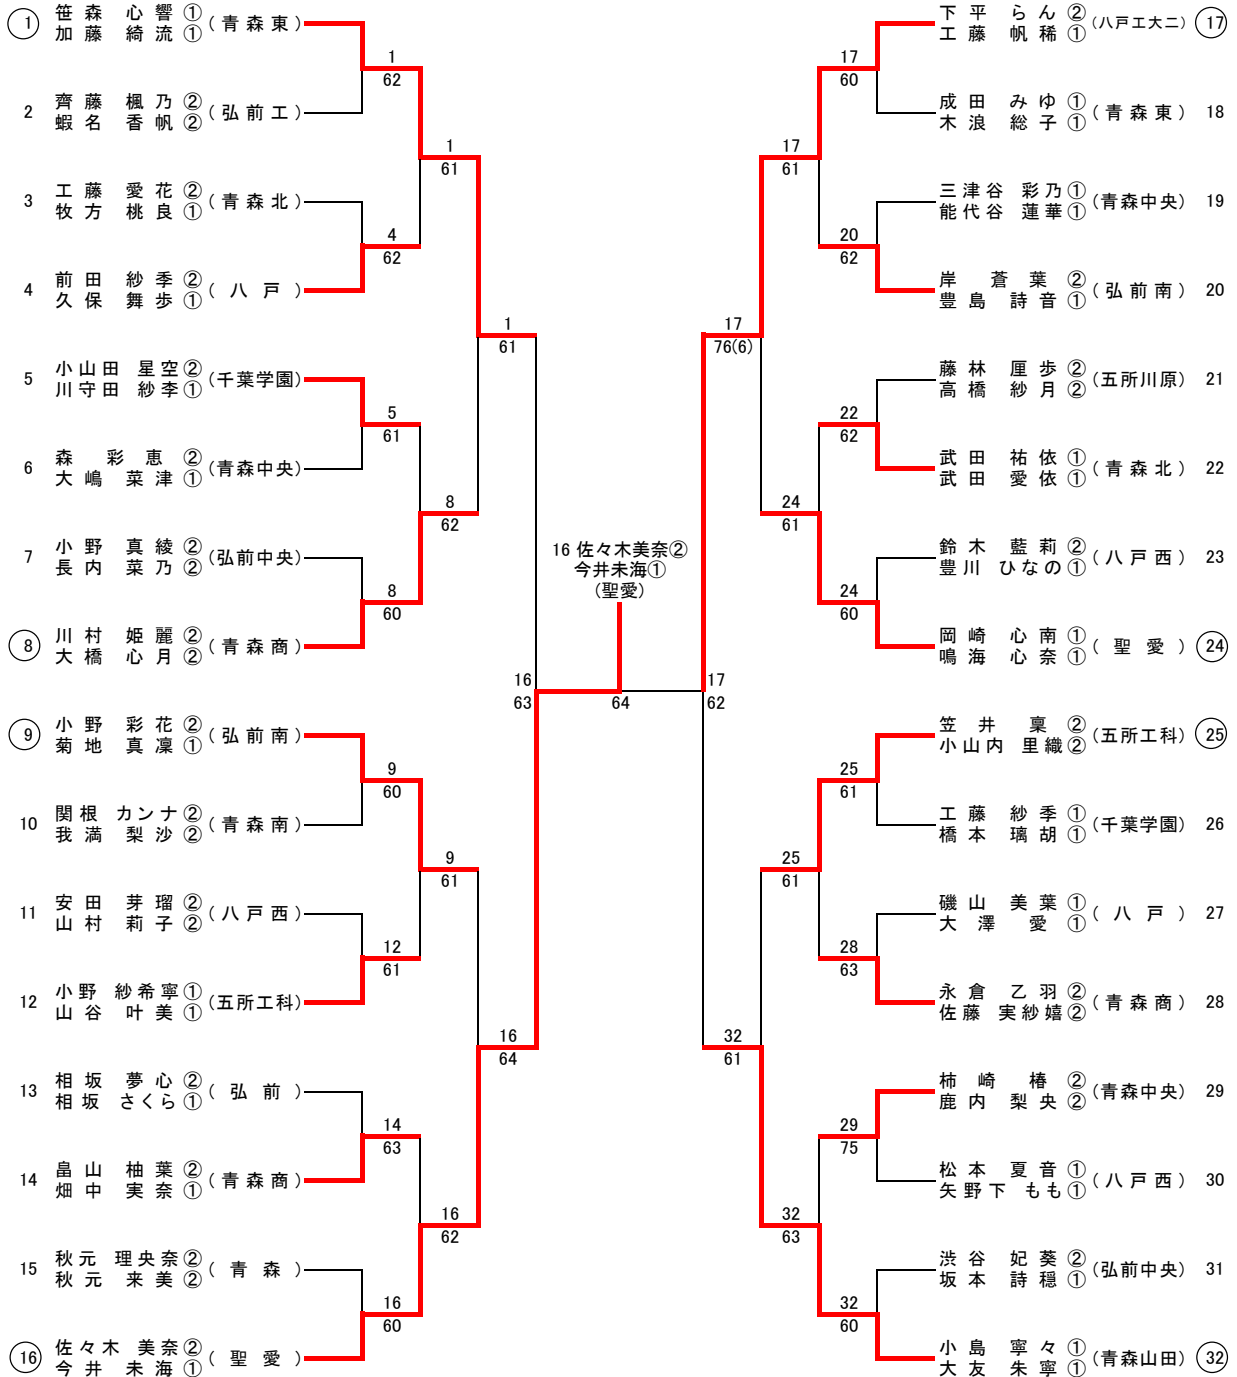 1 笹森 心響① (青森東)
加藤 綺流①
1
62
2 齊藤 楓乃② (弘前工)
蝦名 香帆②
1
61
3 工藤 愛花② (青森北)
牧方 桃良①
4
62
4 前田 紗季② (八戸)
久保 舞歩①
1
61
5 小山田 星空② (千葉学園)
川守田 紗李①
5
61
6 森 彩恵② (青森中央)
大嶋 菜津①
8
62
7 小野 真綾② (弘前中央)
長内 菜乃②
8
60
8 川村 姫麗② (青森商)
大橋 心月②
16
63
9 小野 彩花② (弘前南)
菊地 真凜①
9
60
10 関根 カンナ② (青森南)
我満 梨沙②
9
61
11 安田 芽瑠② (八戸西)
山村 莉子②
12
61
12 小野 紗希寧① (五所工科)
山谷 叶美①
16
64
13 相坂 夢心② (弘前)
相坂 さくら①
14
63
14 畠山 柚葉② (青森商)
畑中 実奈①
16
62
15 秋元 理央奈② (青森)
秋元 来美②
16
60
16 佐々木 美奈② (聖愛)
今井 未海①
16 佐々木美奈②
今井未海①
(聖愛)
64
下平 らん② (八戸工大二) 17
工藤 帆稀①
17
60
成田 みゆ① (青森東) 18
木浪 総子①
17
61
三津谷 彩乃① (青森中央) 19
能代谷 蓮華①
20
62
岸 蒼葉② (弘前南) 20
豊島 詩音①
17
76(6)
藤林 厘歩② (五所川原) 21
高橋 紗月②
22
62
武田 祐依① (青森北) 22
武田 愛依①
24
61
鈴木 藍莉② (八戸西) 23
豊川 ひなの①
24
60
岡崎 心南① (聖愛) 24
鳴海 心奈①
17
62
笠井 稟② (五所工科) 25
小山内 里織②
25
61
工藤 紗季① (千葉学園) 26
橋本 璃胡①
25
61
磯山 美葉① (八戸) 27
大澤 愛①
28
63
永倉 乙羽② (青森商) 28
佐藤 実紗嬉②
32
61
柿崎 椿② (青森中央) 29
鹿内 梨央②
29
75
松本 夏音① (八戸西) 30
矢野下 もも①
32
63
渋谷 妃葵② (弘前中央) 31
坂本 詩穏①
32
60
小島 寧々① (青森山田) 32
大友 朱寧①